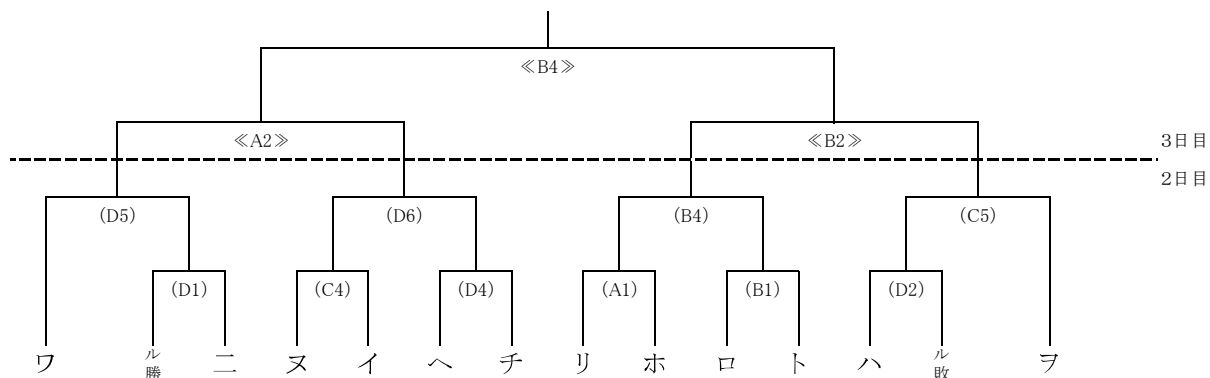 ≪B4≫
≪A2≫ ≪B2≫ 3日目
2日目
(D5) (D6) (B4) (C5)
(D1) (C4) (D4) (A1) (B1) (D2)
ワ ル勝 ニ ヌ イ ヘ チ リ ホ ロ ト ハ ル敗 ヲ